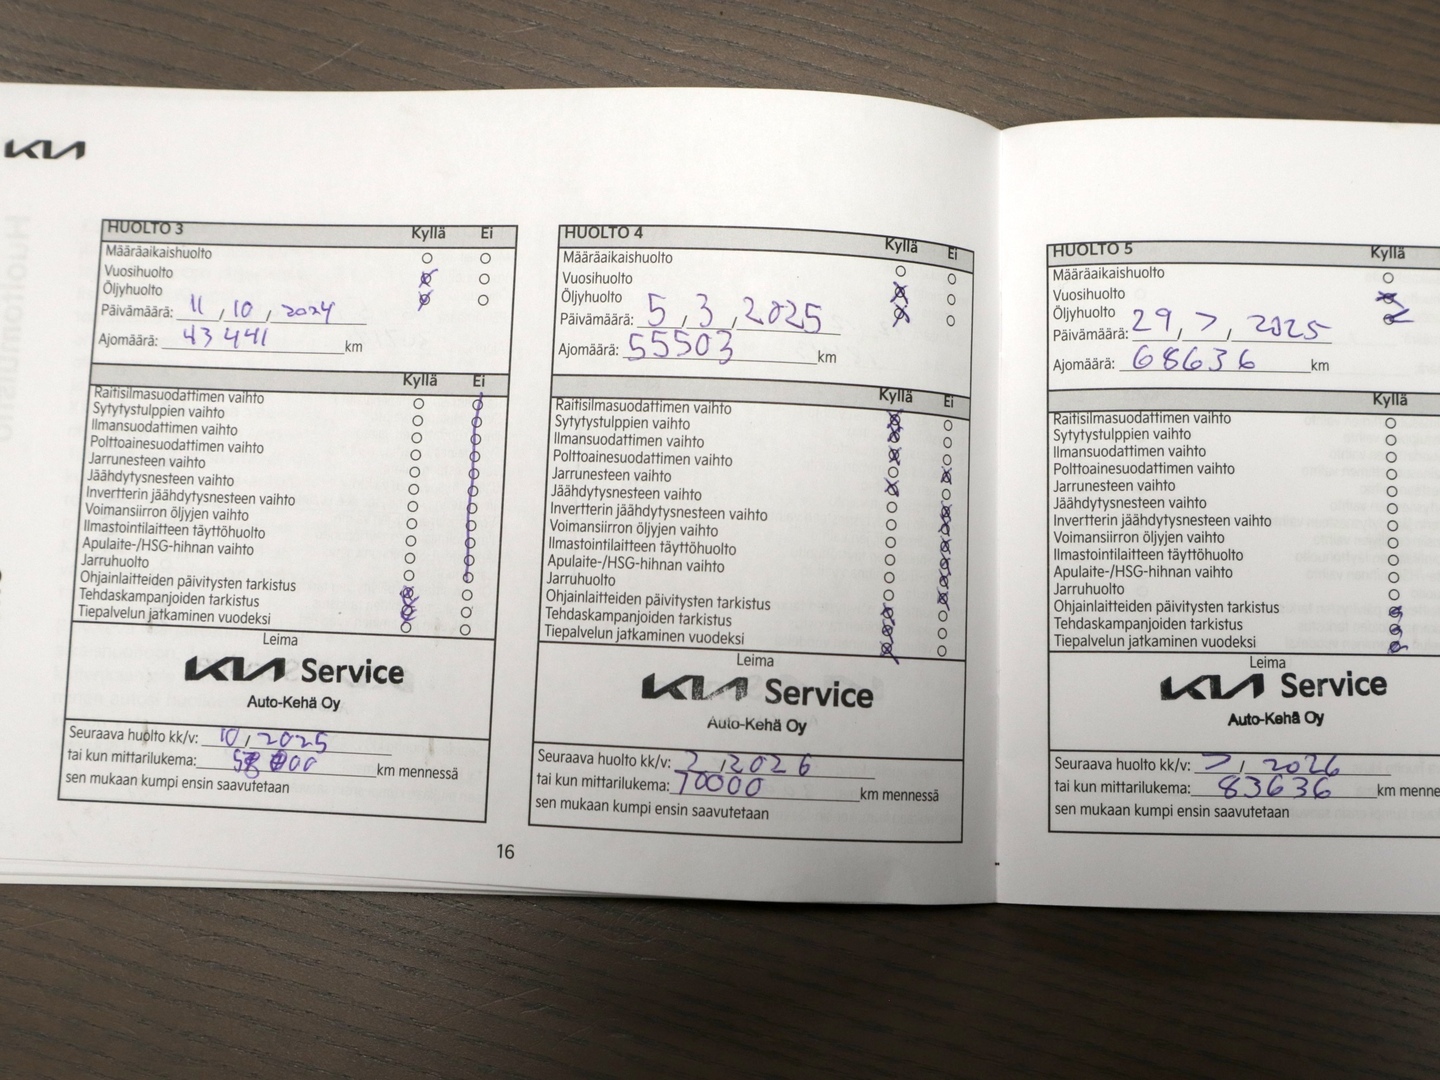 KIA
HUOLTO 3 Kyllä Ei
Määräaikaishuolto
Vuosihuolto
Öljyhuolto
Päivämäärä: 11, 10, 2024
Ajomäärä: 43441 km
Kyllä Ei
Raitisilmasuodattimen vaihto
Sytytystulppien vaihto
Ilmansuodattimen vaihto
Polttoainesuodattimen vaihto
Jarrunesteen vaihto
Jäähdytysnesteen vaihto
Invertterin jäähdytysnesteen vaihto
Voimansiirron öljyjen vaihto
Ilmastointilaitteen täyttöhuolto
Apulaite-/HSG-hihnan vaihto
Jarruhuolto
Ohjainlaitteiden päivitysten tarkistus
Tehdaskampanjoiden tarkistus
Tiepalvelun jatkaminen vuodeksi
Leima
KIA Service
Auto-Kehä Oy
Seuraava huolto kk/v: 10, 2025
tai kun mittarilukema: km mennessä
sen mukaan kumpi ensin saavutetaan
HUOLTO 4 Kyllä Ei
Määräaikaishuolto
Vuosihuolto
Öljyhuolto
Päivämäärä: 5, 3, 2025
Ajomäärä: 55503 km
Kyllä Ei
Raitisilmasuodattimen vaihto
Sytytystulppien vaihto
Ilmansuodattimen vaihto
Polttoainesuodattimen vaihto
Jarrunesteen vaihto
Jäähdytysnesteen vaihto
Invertterin jäähdytysnesteen vaihto
Voimansiirron öljyjen vaihto
Ilmastointilaitteen täyttöhuolto
Apulaite-/HSG-hihnan vaihto
Jarruhuolto
Ohjainlaitteiden päivitysten tarkistus
Tehdaskampanjoiden tarkistus
Tiepalvelun jatkaminen vuodeksi
Leima
KIA Service
Auto-Kehä Oy
Seuraava huolto kk/v: 2, 2026
tai kun mittarilukema: 70000 km mennessä
sen mukaan kumpi ensin saavutetaan
16
HUOLTO 5 Kyllä
Määräaikaishuolto
Vuosihuolto
Öljyhuolto
Päivämäärä: 29, 7, 2025
Ajomäärä: 68636 km
Kyllä
Raitisilmasuodattimen vaihto
Sytytystulppien vaihto
Ilmansuodattimen vaihto
Polttoainesuodattimen vaihto
Jarrunesteen vaihto
Jäähdytysnesteen vaihto
Invertterin jäähdytysnesteen vaihto
Voimansiirron öljyjen vaihto
Ilmastointilaitteen täyttöhuolto
Apulaite-/HSG-hihnan vaihto
Jarruhuolto
Ohjainlaitteiden päivitysten tarkistus
Tehdaskampanjoiden tarkistus
Tiepalvelun jatkaminen vuodeksi
Leima
KIA Service
Auto-Kehä Oy
Seuraava huolto kk/v: 7, 2026
tai kun mittarilukema: 83636 km menne
sen mukaan kumpi ensin saavutetaan